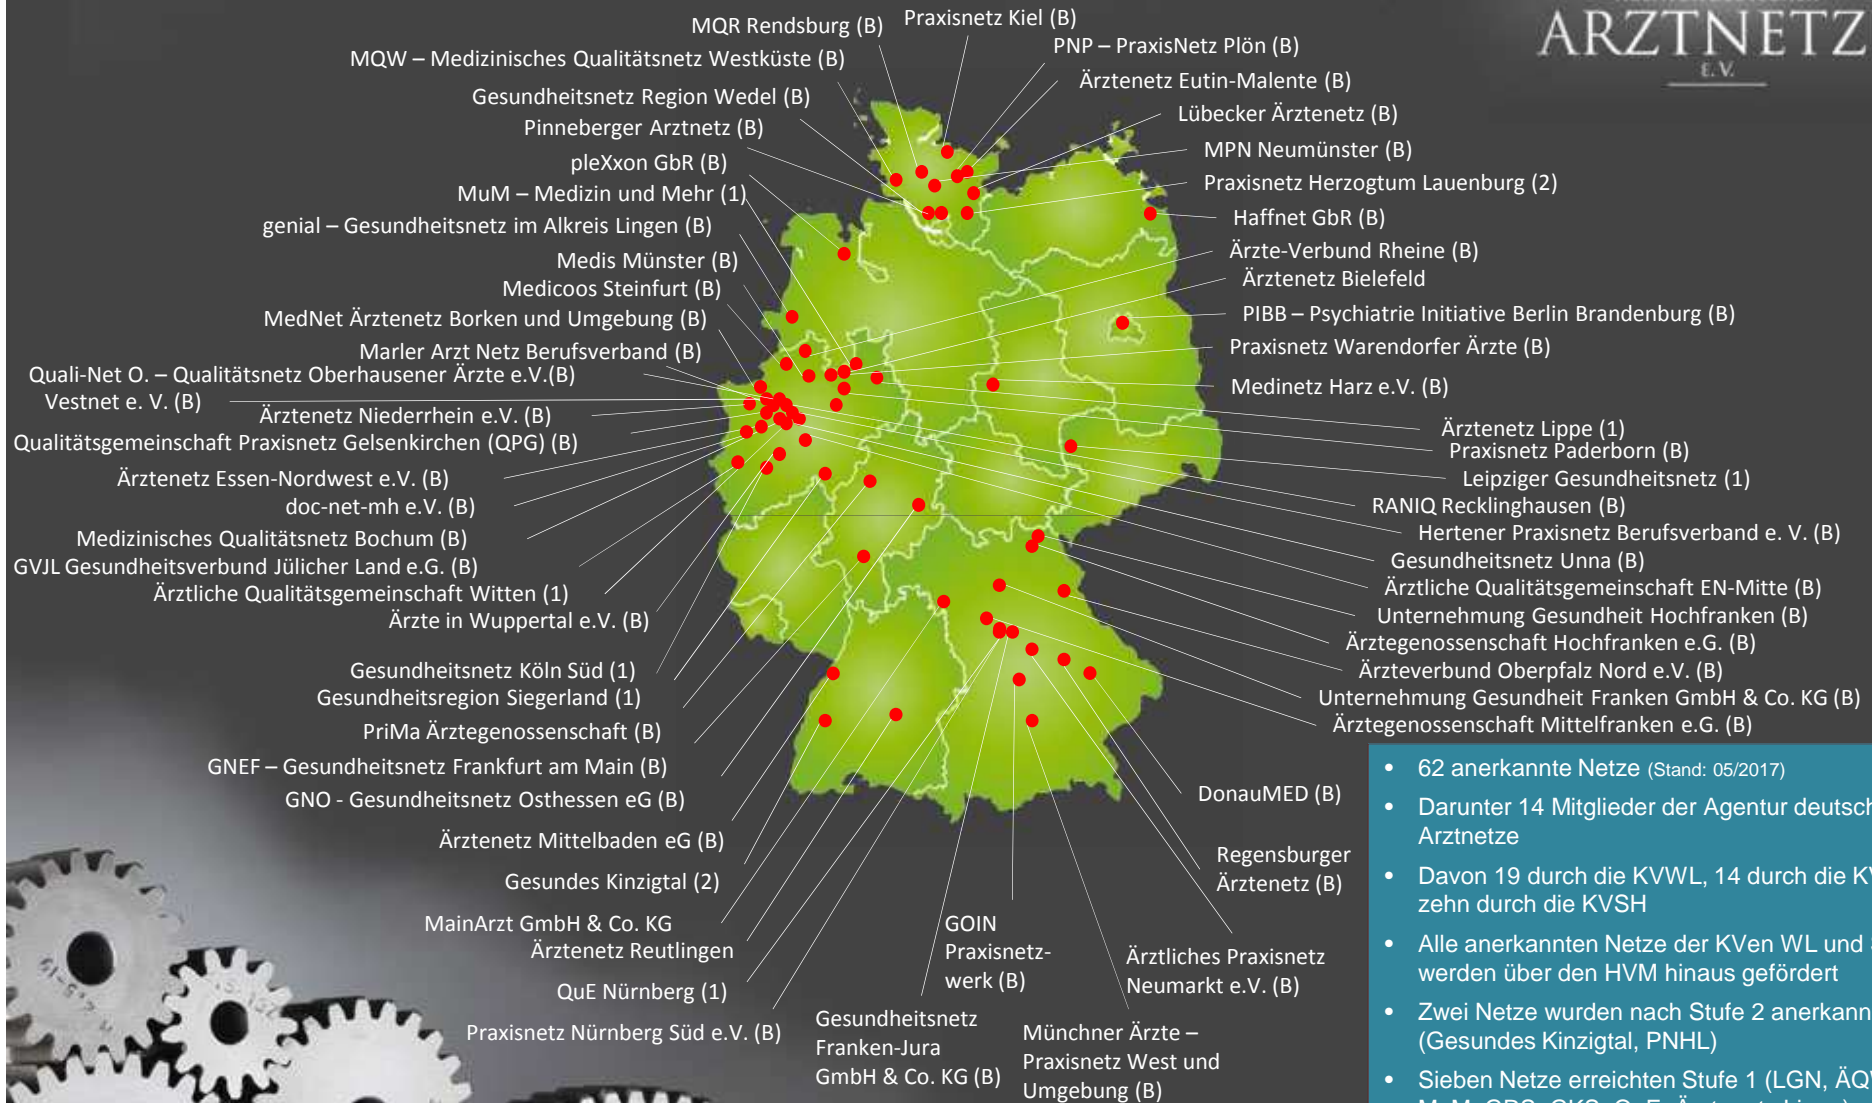 ARZTNETZ
E.V.
MQR Rendsburg (B)
Praxisnetz Kiel (B)
MQW – Medizinisches Qualitätsnetz Westküste (B)
PNP – PraxisNetz Plön (B)
Ärztenetz Eutin-Malente (B)
Gesundheitsnetz Region Wedel (B)
Lübecker Ärztenetz (B)
Pinneberger Arztnetz (B)
MPN Neumünster (B)
pleXxon GbR (B)
Praxisnetz Herzogtum Lauenburg (2)
MuM – Medizin und Mehr (1)
Haffnet GbR (B)
genial – Gesundheitsnetz im Alkreis Lingen (B)
Ärzte-Verbund Rheine (B)
Medis Münster (B)
Ärztenetz Bielefeld
Medicoos Steinfurt (B)
PIBB – Psychiatrie Initiative Berlin Brandenburg (B)
MedNet Ärztenetz Borken und Umgebung (B)
Praxisnetz Warendorfer Ärzte (B)
Marler Arzt Netz Berufsverband (B)
Quali-Net O. – Qualitätsnetz Oberhausener Ärzte e.V.(B)
Medinetz Harz e.V. (B)
Vestnet e. V. (B)
Ärztenetz Niederrhein e.V. (B)
Ärztenetz Lippe (1)
Qualitätsgemeinschaft Praxisnetz Gelsenkirchen (QPG) (B)
Praxisnetz Paderborn (B)
Ärztenetz Essen-Nordwest e.V. (B)
Leipziger Gesundheitsnetz (1)
doc-net-mh e.V. (B)
RANIQ Recklinghausen (B)
Medizinisches Qualitätsnetz Bochum (B)
Hertener Praxisnetz Berufsverband e. V. (B)
GVJL Gesundheitsverbund Jülicher Land e.G. (B)
Gesundheitsnetz Unna (B)
Ärztliche Qualitätsgemeinschaft Witten (1)
Ärztliche Qualitätsgemeinschaft EN-Mitte (B)
Ärzte in Wuppertal e.V. (B)
Unternehmung Gesundheit Hochfranken (B)
Ärztegenossenschaft Hochfranken e.G. (B)
Gesundheitsnetz Köln Süd (1)
Ärzteverbund Oberpfalz Nord e.V. (B)
Gesundheitsregion Siegerland (1)
Unternehmung Gesundheit Franken GmbH & Co. KG (B)
PriMa Ärztegenossenschaft (B)
Ärztegenossenschaft Mittelfranken e.G. (B)
GNEF – Gesundheitsnetz Frankfurt am Main (B)
GNO - Gesundheitsnetz Osthessen eG (B)
DonauMED (B)
Ärztenetz Mittelbaden eG (B)
Regensburger
Ärztenetz (B)
Gesundes Kinzigtal (2)
MainArzt GmbH & Co. KG
Ärztenetz Reutlingen
GOIN
Praxisnetz-
werk (B)
Ärztliches Praxisnetz
Neumarkt e.V. (B)
QuE Nürnberg (1)
Praxisnetz Nürnberg Süd e.V. (B)
Gesundheitsnetz
Franken-Jura
GmbH & Co. KG (B)
Münchner Ärzte –
Praxisnetz West und
Umgebung (B)
• 62 anerkannte Netze (Stand: 05/2017)
• Darunter 14 Mitglieder der Agentur deutsch
Arztnetze
• Davon 19 durch die KVWL, 14 durch die KV
zehn durch die KVSH
• Alle anerkannten Netze der KVen WL und
werden über den HVM hinaus gefördert
• Zwei Netze wurden nach Stufe 2 anerkann
(Gesundes Kinzigtal, PNHL)
• Sieben Netze erreichten Stufe 1 (LGN, ÄQ